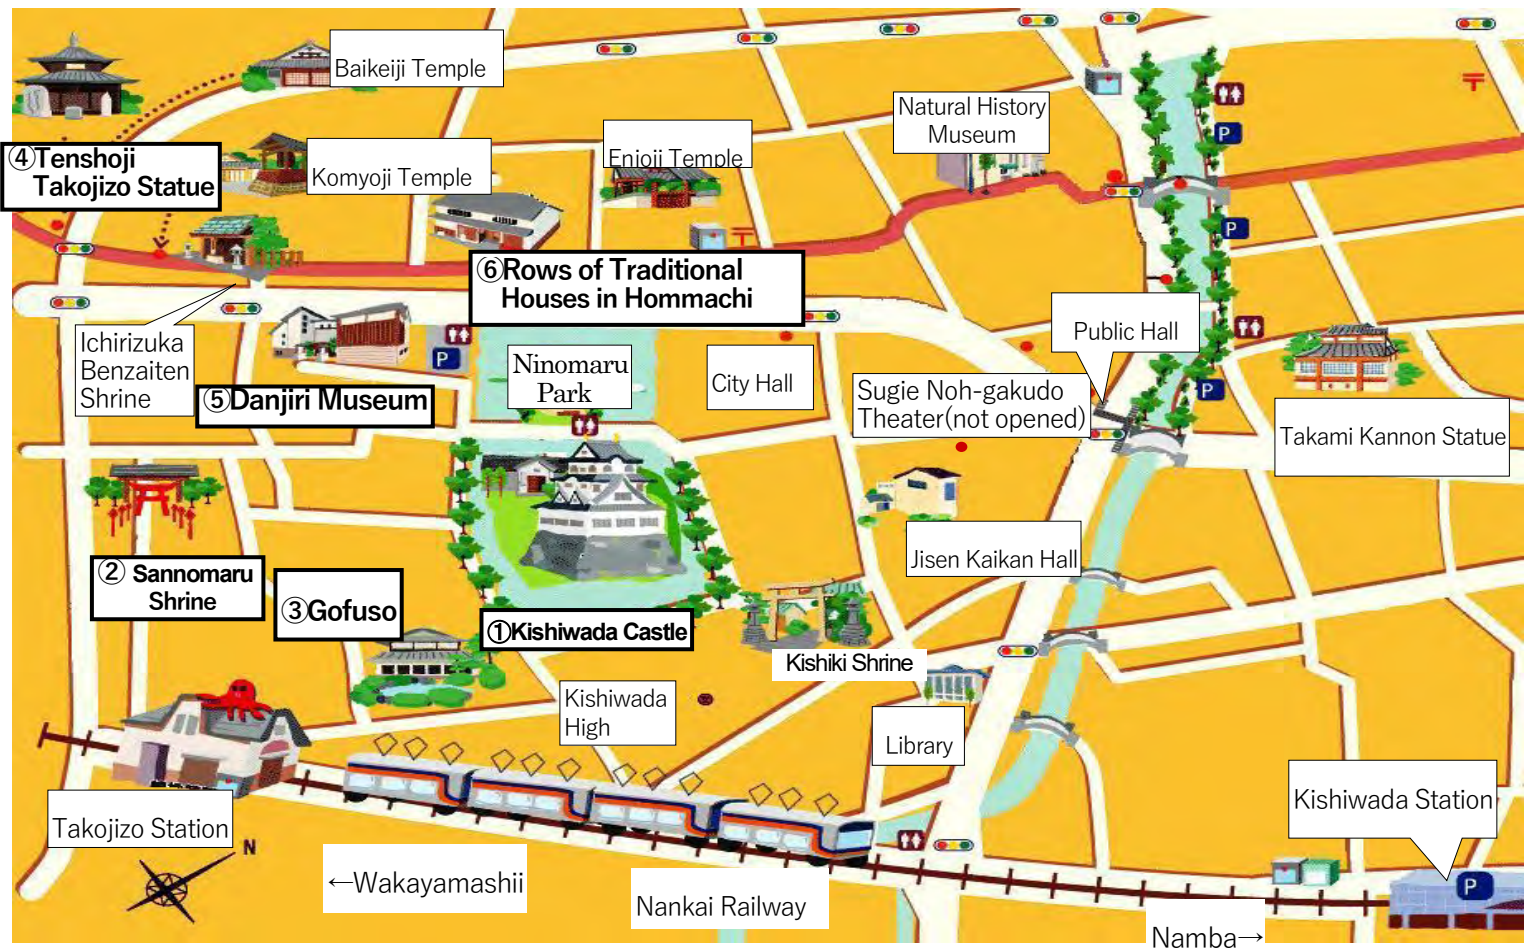 Baikeiji Temple
④Tenshoji
Takojizo Statue
Komyoji Temple
Enioji Temple
Natural History
Museum
P
P
⑥Rows of Traditional
Houses in Hommachi
Ichirizuka
Benzaiten
Shrine
P
⑤Danjiri Museum
Ninomaru
Park
City Hall
Public Hall
Sugie Noh-gakudo
Theater(not opened)
P
Takami Kannon Statue
② Sannomaru
Shrine
③Gofuso
①Kishiwada Castle
Jisen Kaikan Hall
Kishiki Shrine
Kishiwada
High
Library
Takojizo Station
Kishiwada Station
N
←Wakayamashii
Nankai Railway
P
Namba→